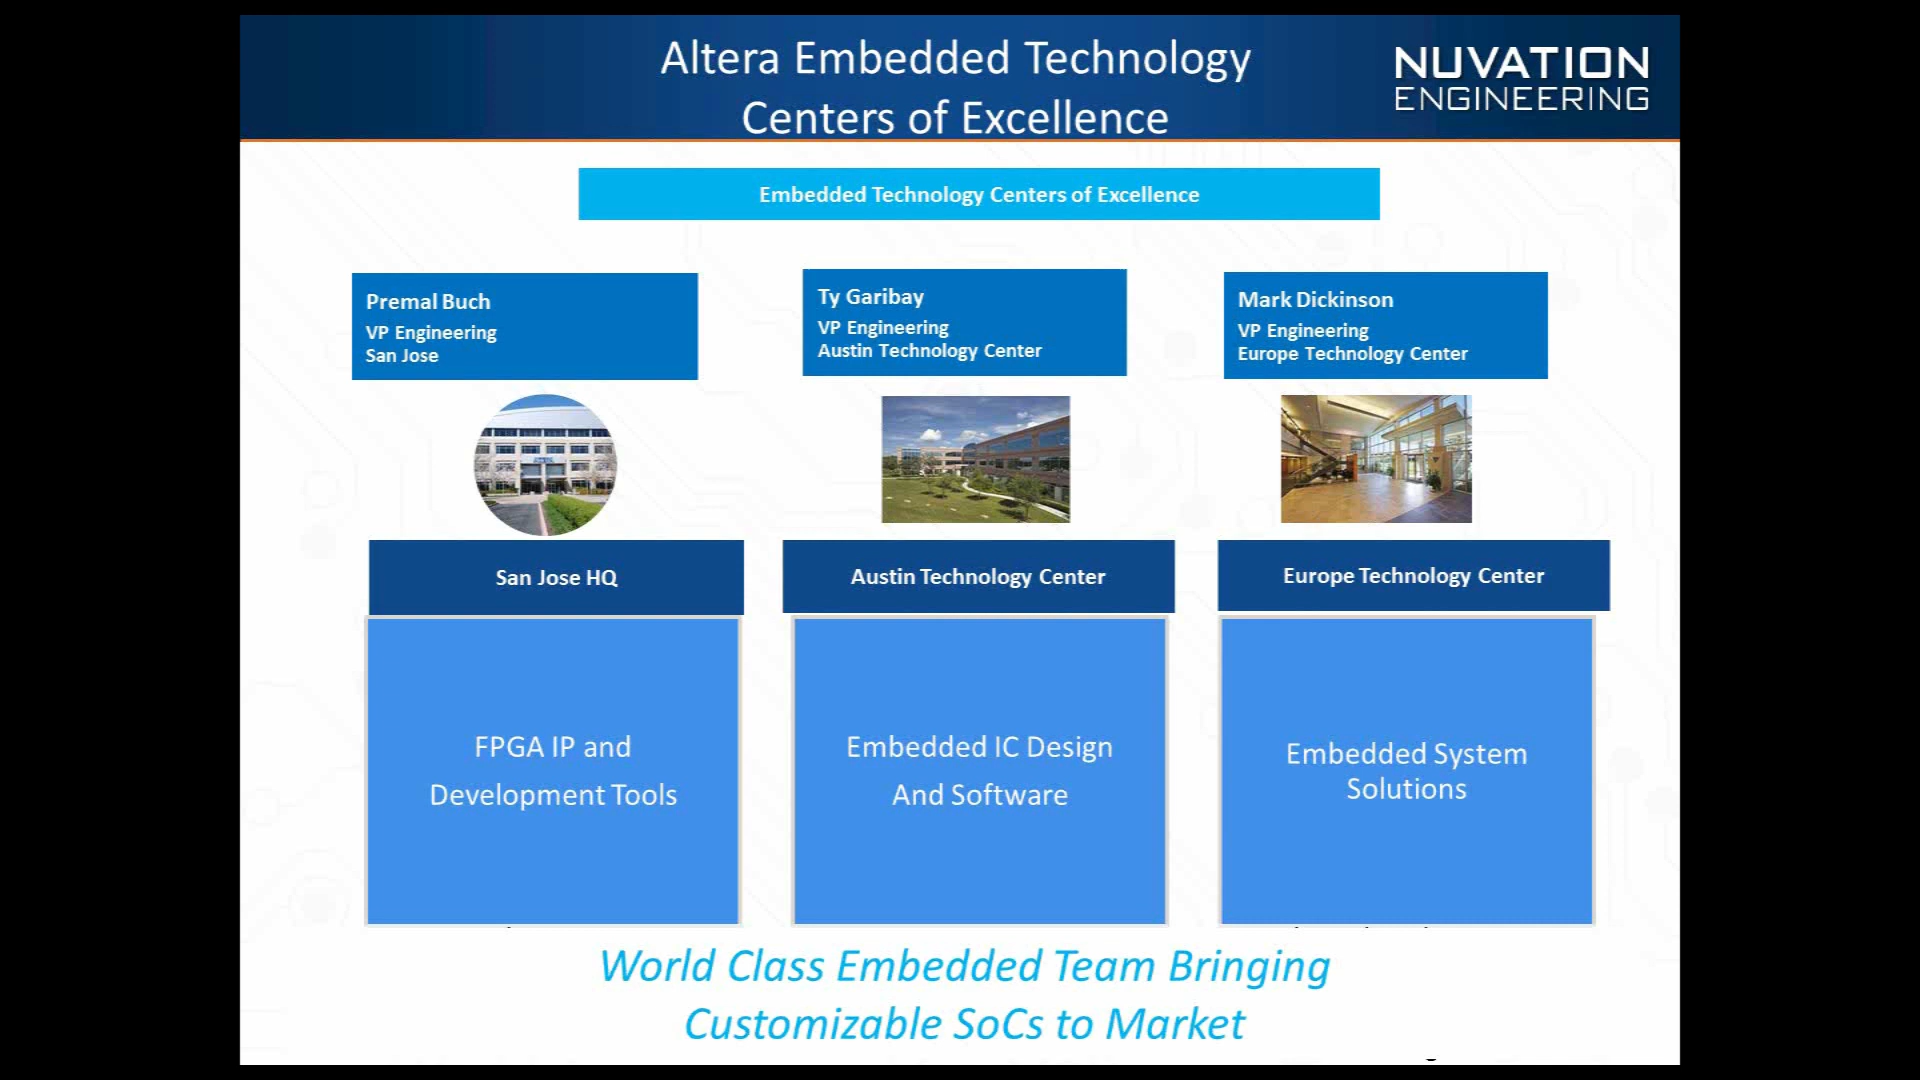 Altera Embedded Technology
Centers of Excellence
NUVATION
ENGINEERING
Embedded Technology Centers of Excellence
Premal Buch
VP Engineering
San Jose
Ty Garibay
VP Engineering
Austin Technology Center
Mark Dickinson
VP Engineering
Europe Technology Center
San Jose HQ
Austin Technology Center
Europe Technology Center
FPGA IP and
Development Tools
Embedded IC Design
And Software
Embedded System
Solutions
World Class Embedded Team Bringing
Customizable SoCs to Market